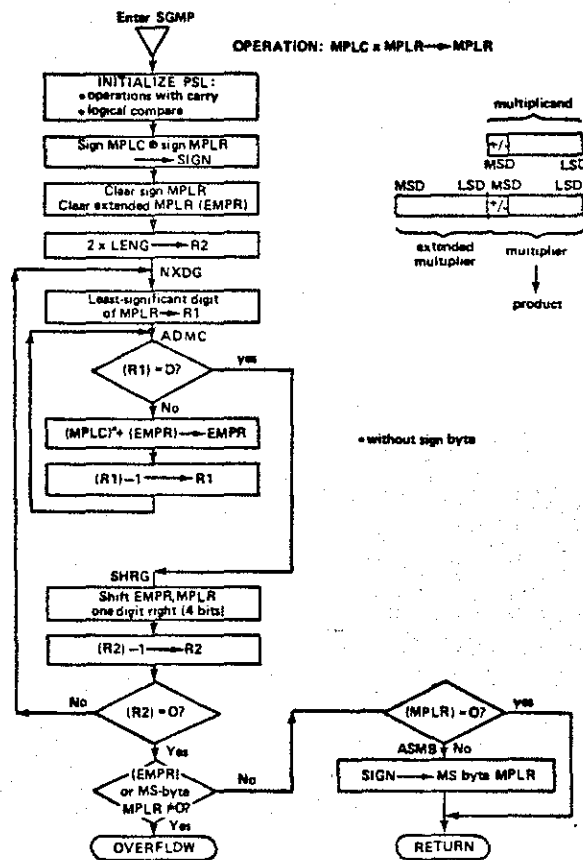 Enter SGMP
OPERATION: MPLC x MPLR → MPLR
INITIALIZE PSL:
• operations with carry
• logical compare
Sign MPLC ⊕ sign MPLR
→ SIGN
Clear sign MPLR
Clear extended MPLR (EMPR)
2 x LENG → R2
NXDG
Least-significant digit
of MPLR → R1
ADMC
(R1) = 0?
yes
No
(MPLC)* + (EMPR) → EMPR
(R1) – 1 → R1
SHRG
Shift EMPR, MPLR
one digit right (4 bits)
(R2) – 1 → R2
(R2) = 0?
No
Yes
(EMPR)
or MS-byte
MPLR ≠ 0?
No
Yes
OVERFLOW
multiplicand
+/-
MSD LSD
MSD LSD MSD LSD
+/-
extended
multiplier
multiplier
product
* without sign byte
(MPLR) = 0?
yes
ASMB No
SIGN → MS byte MPLR
RETURN